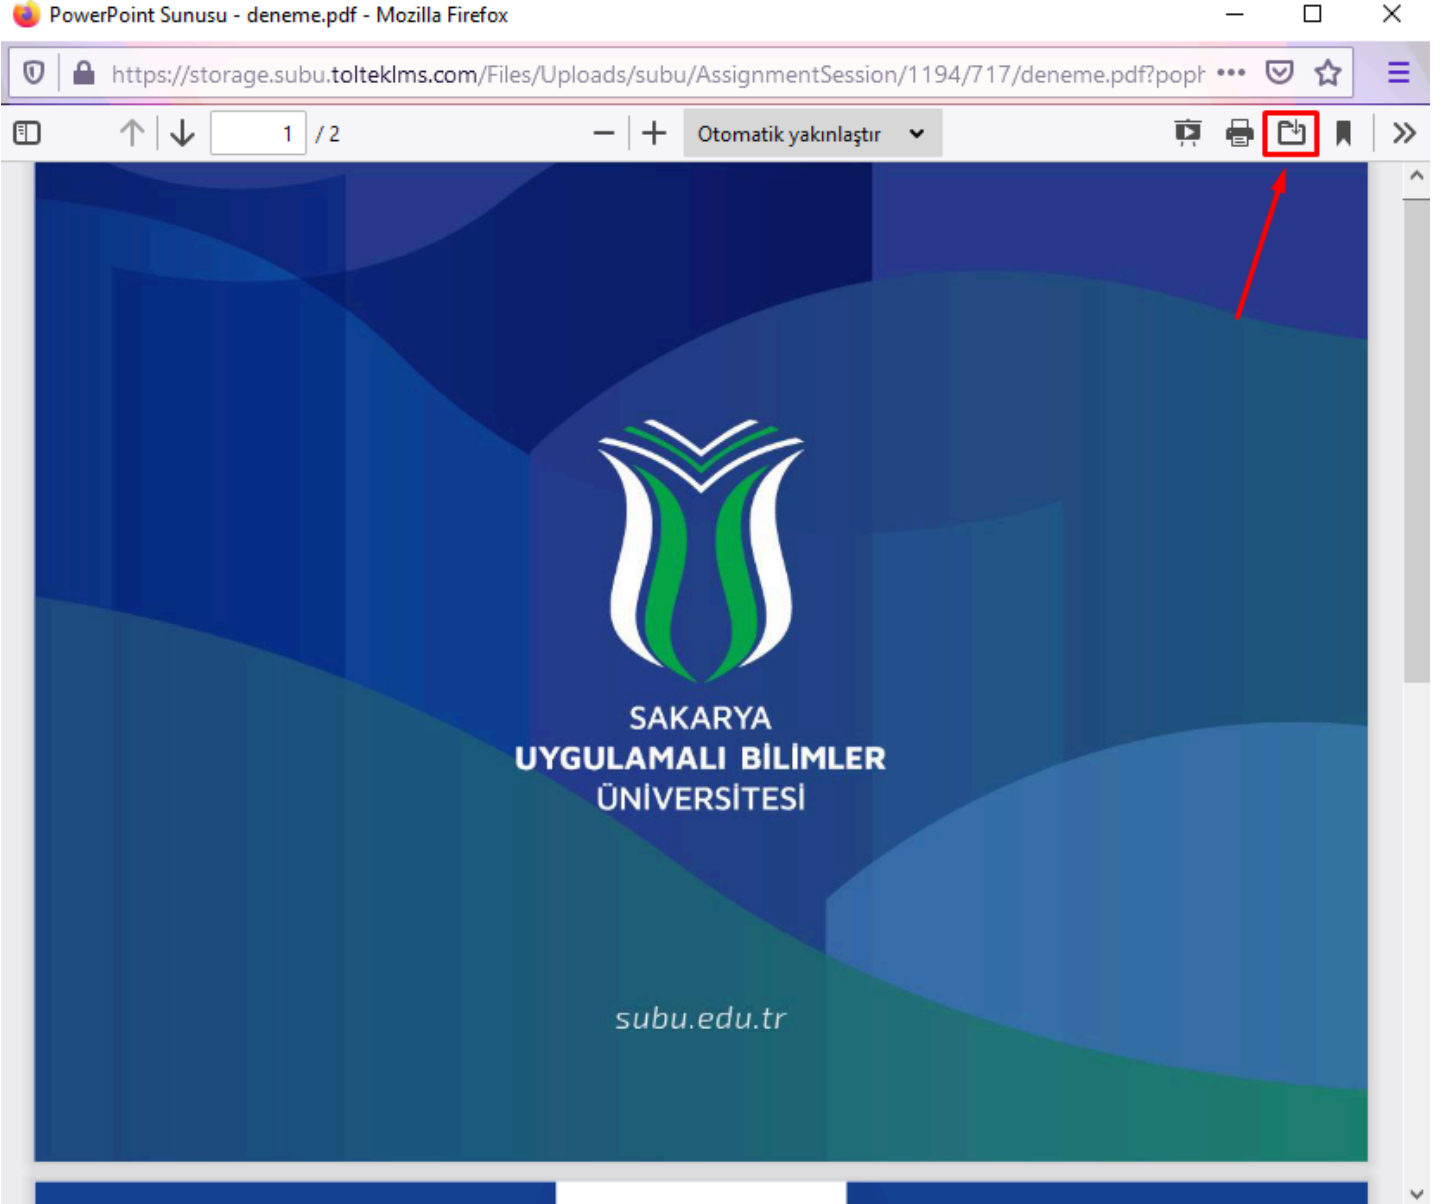 PowerPoint Sunusu - deneme.pdf - Mozilla Firefox
https://storage.subu.tolteklms.com/Files/Uploads/subu/AssignmentSession/1194/717/deneme.pdf?poph
1 / 2
Otomatik yakınlaştır
SAKARYA
UYGULAMALI BİLİMLER
ÜNİVERSİTESİ
subu.edu.tr